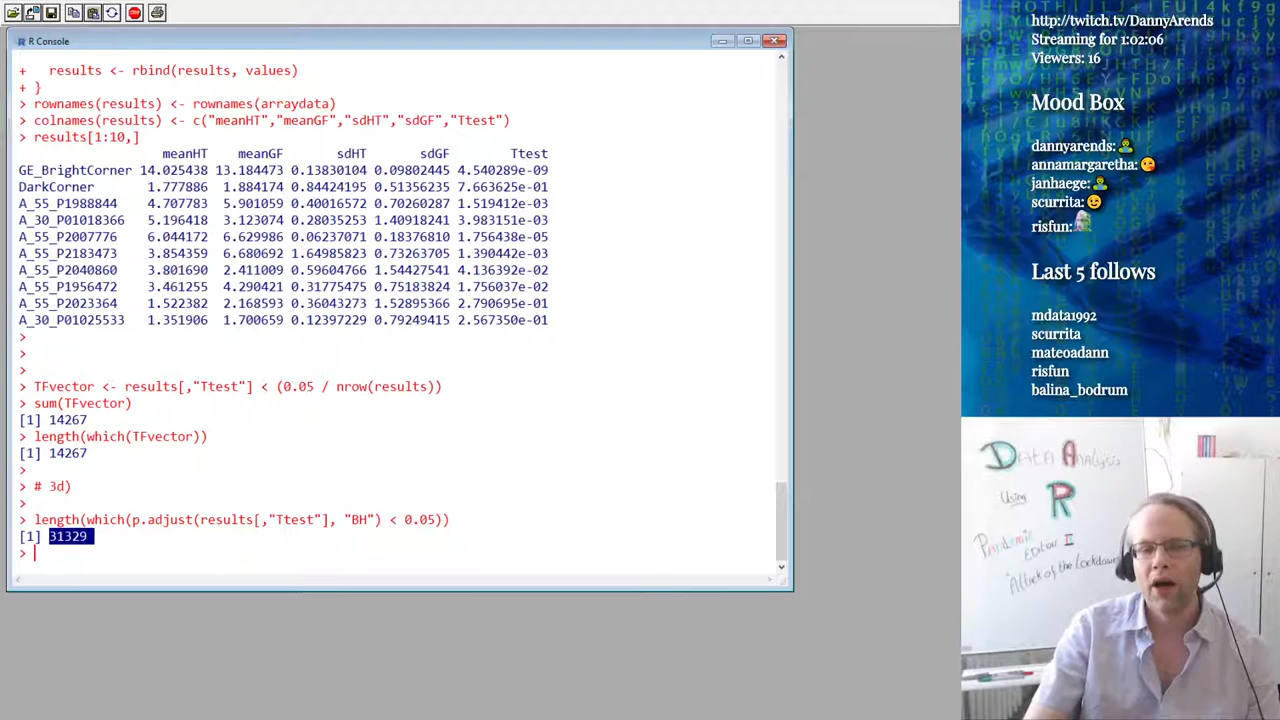 R Console
+   results <- rbind(results, values)
+ }
> rownames(results) <- rownames(arraydata)
> colnames(results) <- c("meanHT","meanGF","sdHT","sdGF","Ttest")
> results[1:10,]
meanHT meanGF sdHT sdGF Ttest
GE_BrightCorner 14.025438 13.184473 0.13830104 0.09802445 4.540289e-09
DarkCorner 1.777886 1.884174 0.84424195 0.51356235 7.663625e-01
A_55_P1988844 4.707783 5.901059 0.40016572 0.70260287 1.519412e-03
A_30_P01018366 5.196418 3.123074 0.28035253 1.40918241 3.983151e-03
A_55_P2007776 6.044172 6.629986 0.06237071 0.18376810 1.756438e-05
A_55_P2183473 3.854359 6.680692 1.64985823 0.73263705 1.390442e-03
A_55_P2040860 3.801690 2.411009 0.59604766 1.54427541 4.136392e-02
A_55_P1956472 3.461255 4.290421 0.31775475 0.75183824 1.756037e-02
A_55_P2023364 1.522382 2.168593 0.36043273 1.52895366 2.790695e-01
A_30_P01025533 1.351906 1.700659 0.12397229 0.79249415 2.567350e-01
>
>
>
> TFvector <- results[,"Ttest"] < (0.05 / nrow(results))
> sum(TFvector)
[1] 14267
> length(which(TFvector))
[1] 14267
>
> # 3d)
>
> length(which(p.adjust(results[,"Ttest"], "BH") < 0.05))
[1] 31329
>
http://twitch.tv/DannyArends
Streaming for 1:02:06
Viewers: 16
Mood Box
dannyarends:
annamargaretha:
janhaege:
scurrita:
risfun:
Last 5 follows
mdata1992
scurrita
mateoadann
risfun
balina_bodrum
Data Analysis
Using R
Pandemic
Edition II
"Attack of the Lockdown